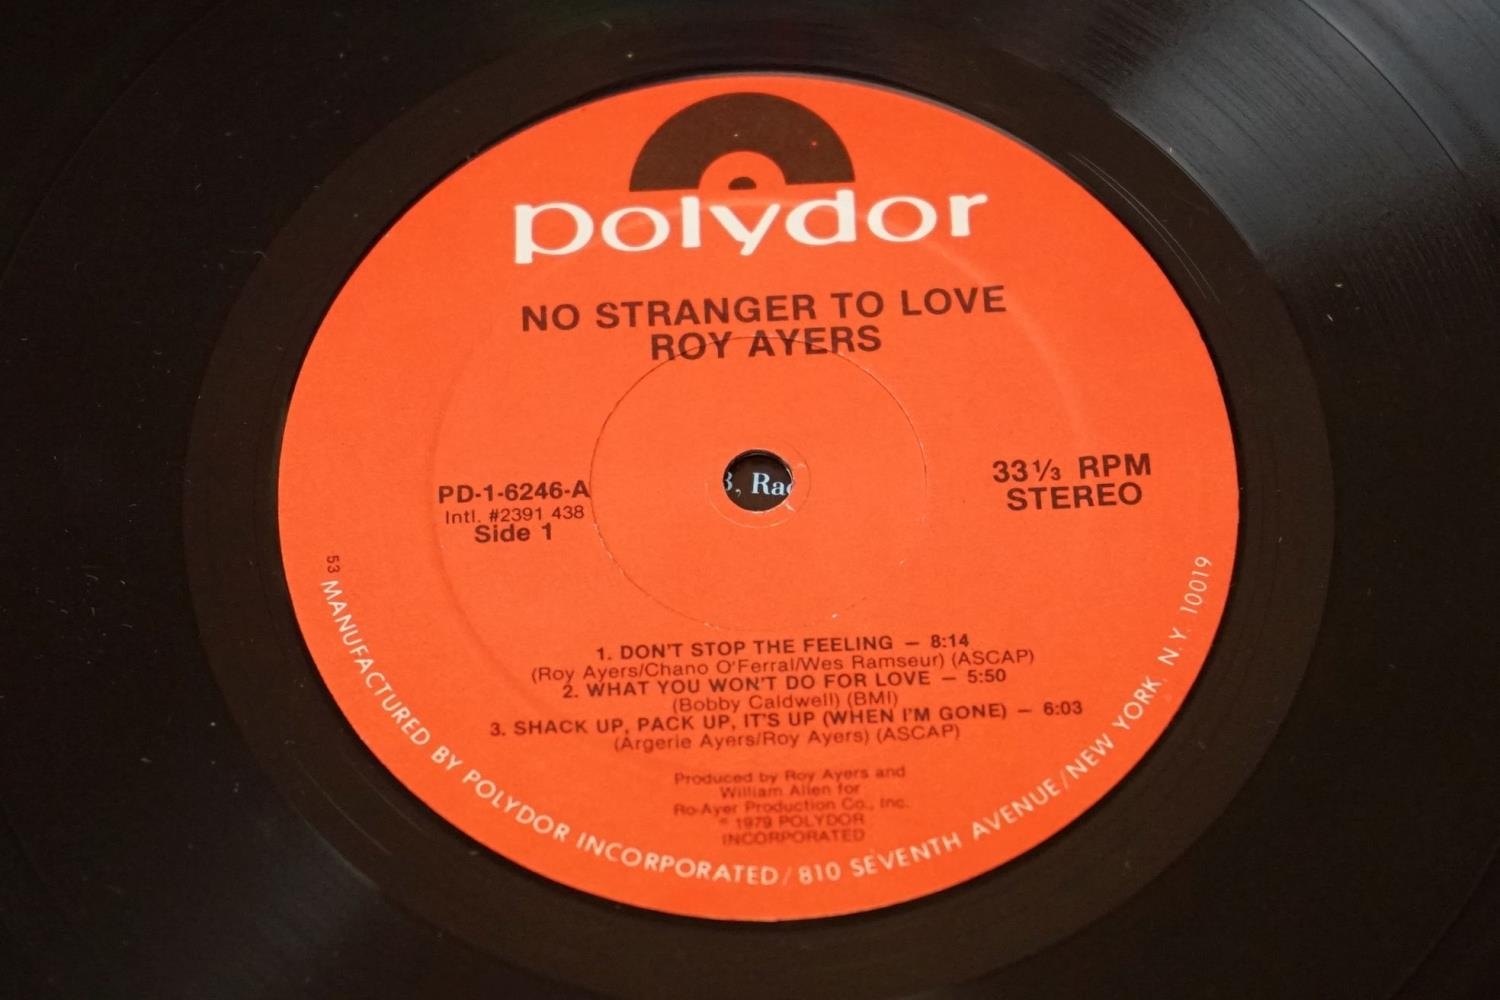 polydor
NO STRANGER TO LOVE
ROY AYERS
PD-1-6246-A
Intl. #2391 438
Side 1
33⅓ RPM
STEREO
3, Rac
1. DON'T STOP THE FEELING — 8:14
(Roy Ayers/Chano O'Ferral/Wes Ramseur) (ASCAP)
2. WHAT YOU WON'T DO FOR LOVE — 5:50
(Bobby Caldwell) (BMI)
3. SHACK UP, PACK UP, IT'S UP (WHEN I'M GONE) — 6:03
(Argerie Ayers/Roy Ayers) (ASCAP)
Produced by Roy Ayers and
William Allen for
Ro-Ayer Production Co., Inc.
℗ 1979 POLYDOR
INCORPORATED
53 MANUFACTURED BY POLYDOR INCORPORATED / 810 SEVENTH AVENUE / NEW YORK, N.Y. 10019